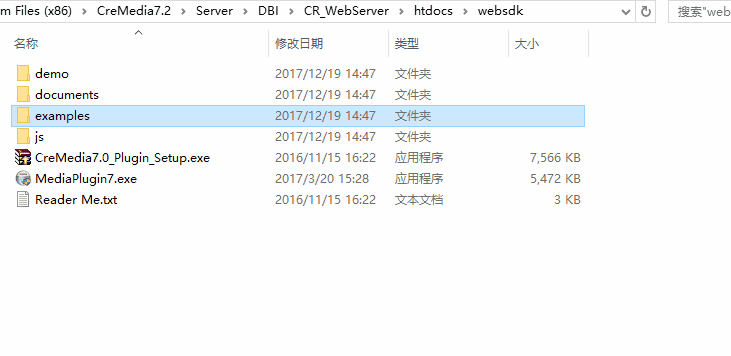 m Files (x86) > CreMedia7.2 > Server > DBI > CR_WebServer > htdocs > websdk 搜索"web
名称 修改日期 类型 大小
demo 2017/12/19 14:47 文件夹
documents 2017/12/19 14:47 文件夹
examples 2017/12/19 14:47 文件夹
js 2017/12/19 14:47 文件夹
CreMedia7.0_Plugin_Setup.exe 2016/11/15 16:22 应用程序 7,566 KB
MediaPlugin7.exe 2017/3/20 15:28 应用程序 5,472 KB
Reader Me.txt 2016/11/15 16:22 文本文档 3 KB